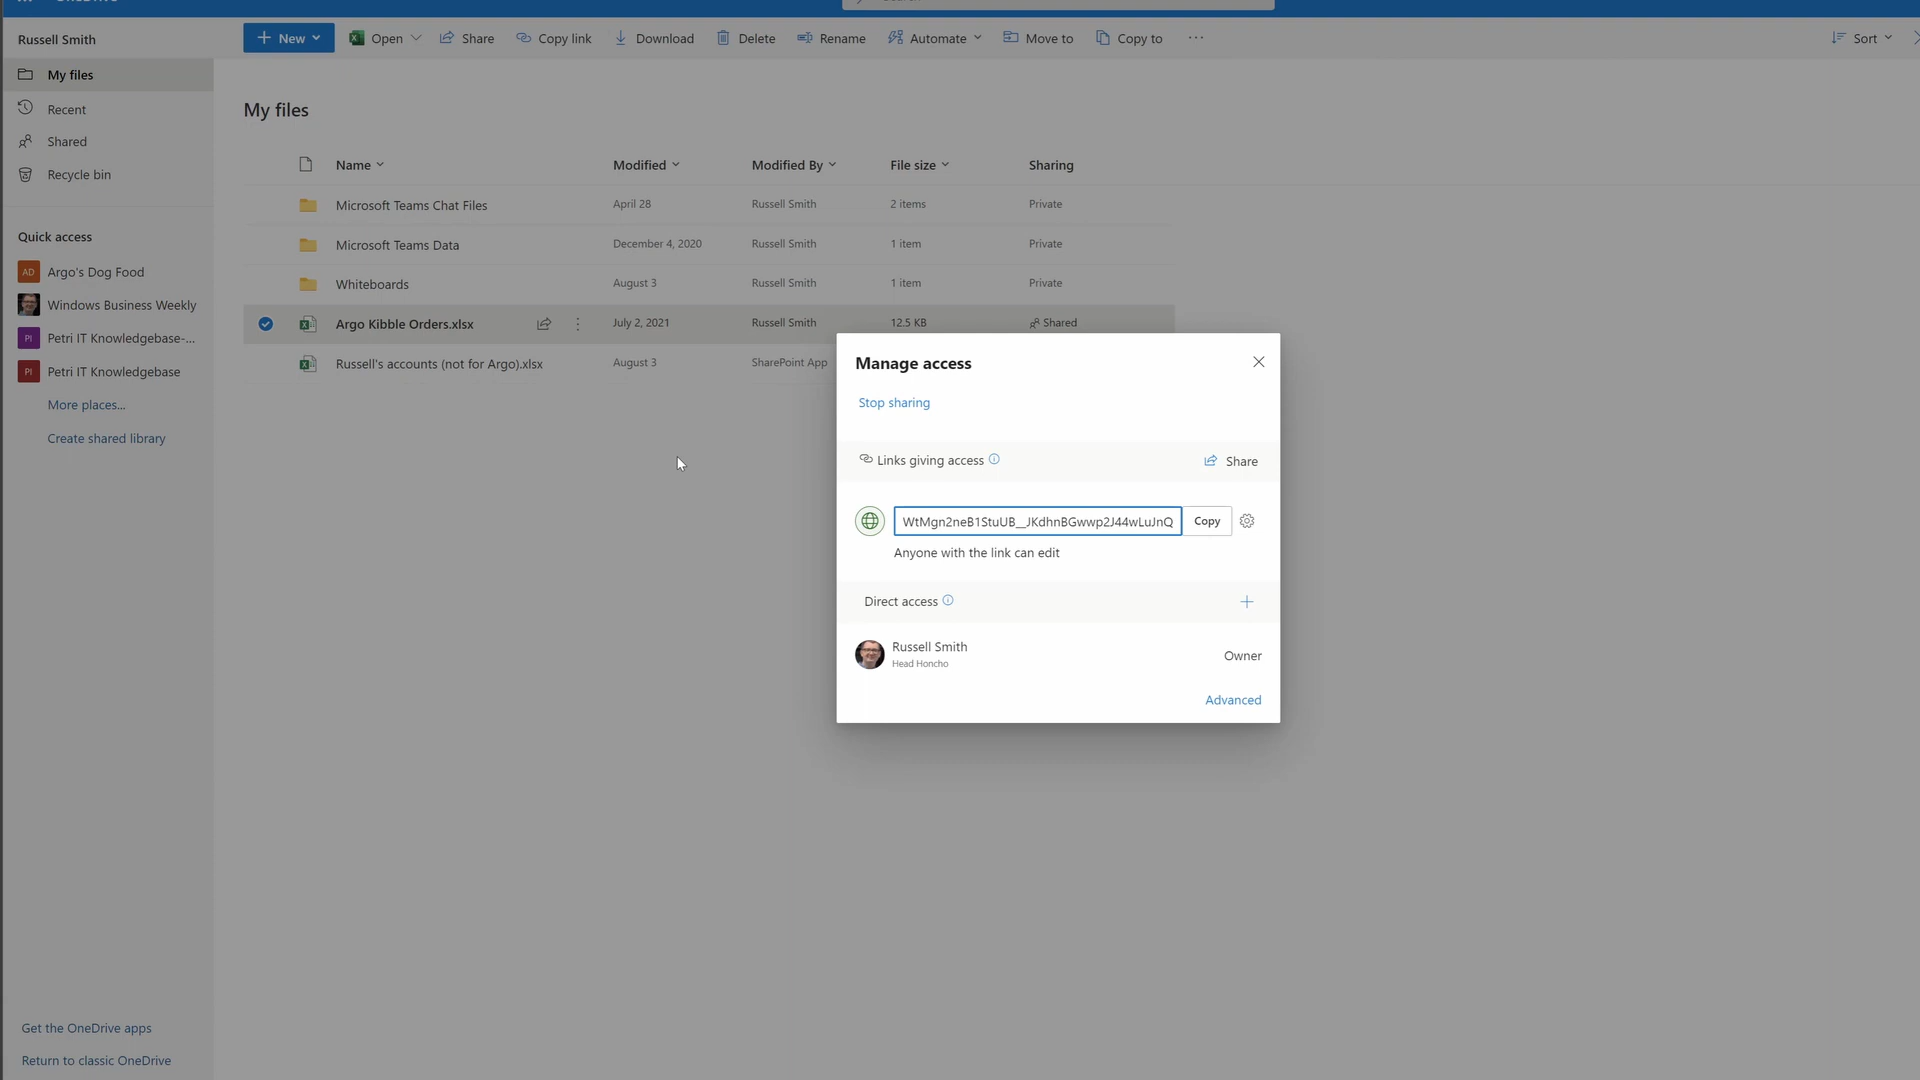 Russell Smith
New
Open
Share
Copy link
Download
Delete
Rename
Automate
Move to
Copy to
Sort
My files
Recent
Shared
Recycle bin
Quick access
AD Argo's Dog Food
Windows Business Weekly
PI Petri IT Knowledgebase-...
PI Petri IT Knowledgebase
More places...
Create shared library
Get the OneDrive apps
Return to classic OneDrive
My files
Name Modified Modified By File size Sharing
Microsoft Teams Chat Files April 28 Russell Smith 2 items Private
Microsoft Teams Data December 4, 2020 Russell Smith 1 item Private
Whiteboards August 3 Russell Smith 1 item Private
Argo Kibble Orders.xlsx July 2, 2021 Russell Smith 12.5 KB Shared
Russell's accounts (not for Argo).xlsx August 3 SharePoint App
Manage access
Stop sharing
Links giving access
Share
WtMgn2neB1StuUB__JKdhnBGwwp2J44wLuJnQ
Copy
Anyone with the link can edit
Direct access
Russell Smith
Head Honcho
Owner
Advanced